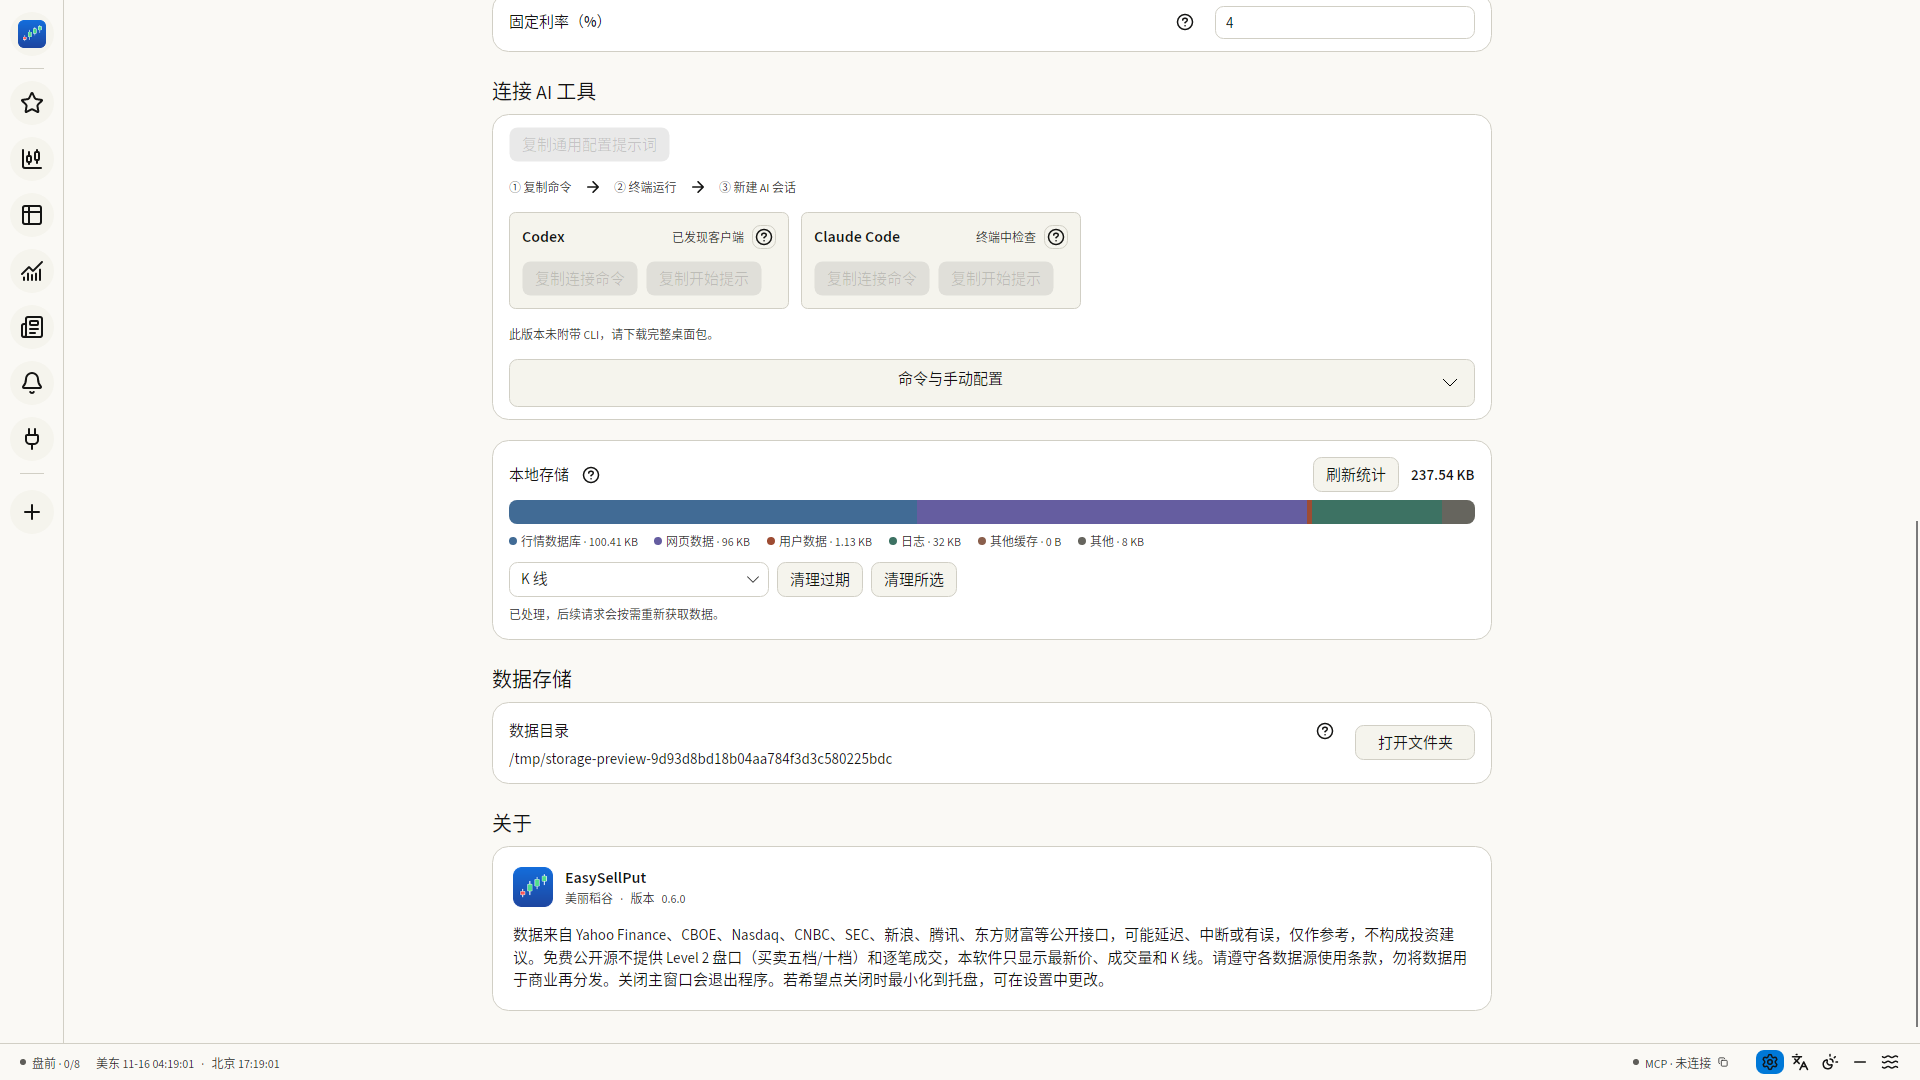 固定利率（%）
4
连接 AI 工具
复制通用配置提示词
① 复制命令 → ② 终端运行 → ③ 新建 AI 会话
Codex 已发现客户端
复制连接命令 复制开始提示
Claude Code 终端中检查
复制连接命令 复制开始提示
此版本未附带 CLI，请下载完整桌面包。
命令与手动配置
本地存储 刷新统计 237.54 KB
行情数据库 · 100.41 KB 网页数据 · 96 KB 用户数据 · 1.13 KB 日志 · 32 KB 其他缓存 · 0 B 其他 · 8 KB
K 线 清理过期 清理所选
已处理，后续请求会按需重新获取数据。
数据存储
数据目录
/tmp/storage-preview-9d93d8bd18b04aa784f3d3c580225bdc
打开文件夹
关于
EasySellPut
美丽稻谷 · 版本 0.6.0
数据来自 Yahoo Finance、CBOE、Nasdaq、CNBC、SEC、新浪、腾讯、东方财富等公开接口，可能延迟、中断或有误，仅作参考，不构成投资建
议。免费公开源不提供 Level 2 盘口（买卖五档/十档）和逐笔成交，本软件只显示最新价、成交量和 K 线。请遵守各数据源使用条款，勿将数据用
于商业再分发。关闭主窗口会退出程序。若希望点关闭时最小化到托盘，可在设置中更改。
盘前 · 0/8 美东 11-16 04:19:01 · 北京 17:19:01
MCP · 未连接